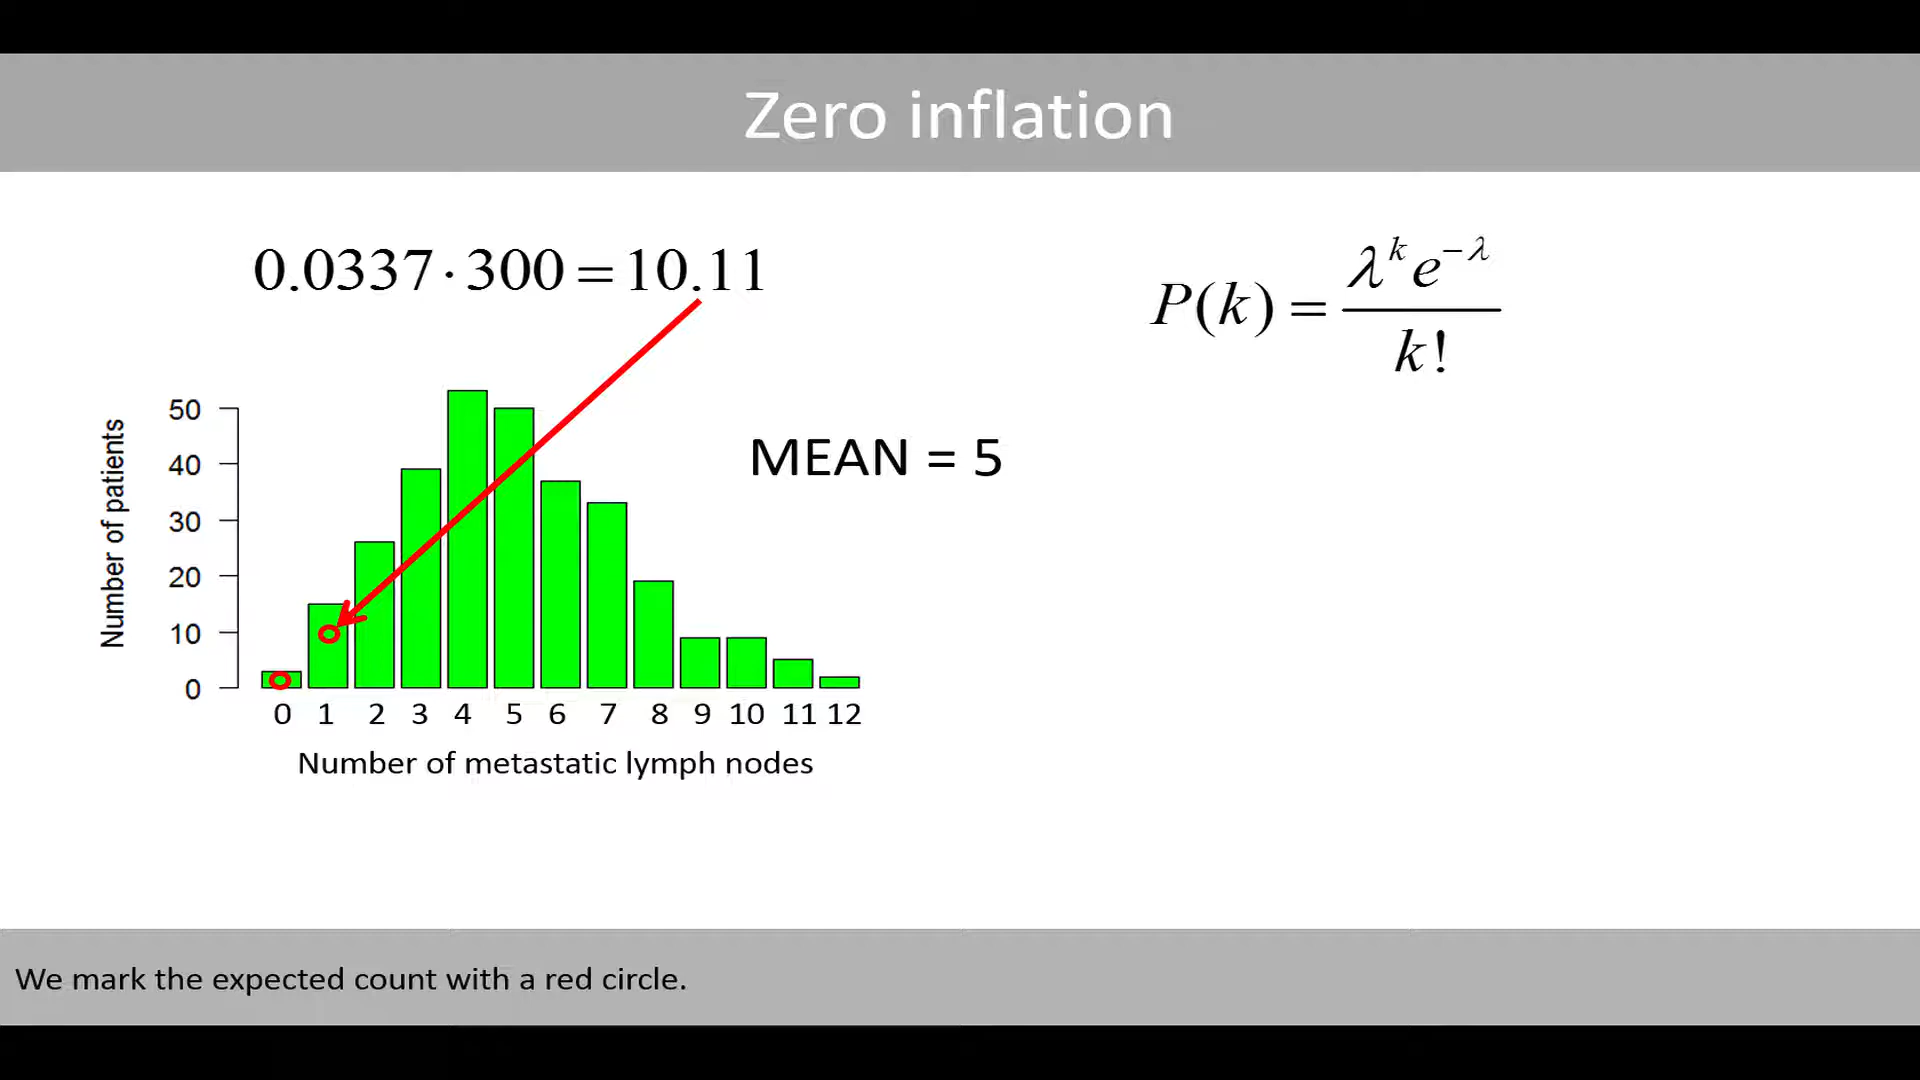 Zero inflation
0.0337·300=10.11
P(k) = λ^k e^−λ / k!
MEAN = 5
Number of patients
50
40
30
20
10
0
0 1 2 3 4 5 6 7 8 9 10 11 12
Number of metastatic lymph nodes
We mark the expected count with a red circle.